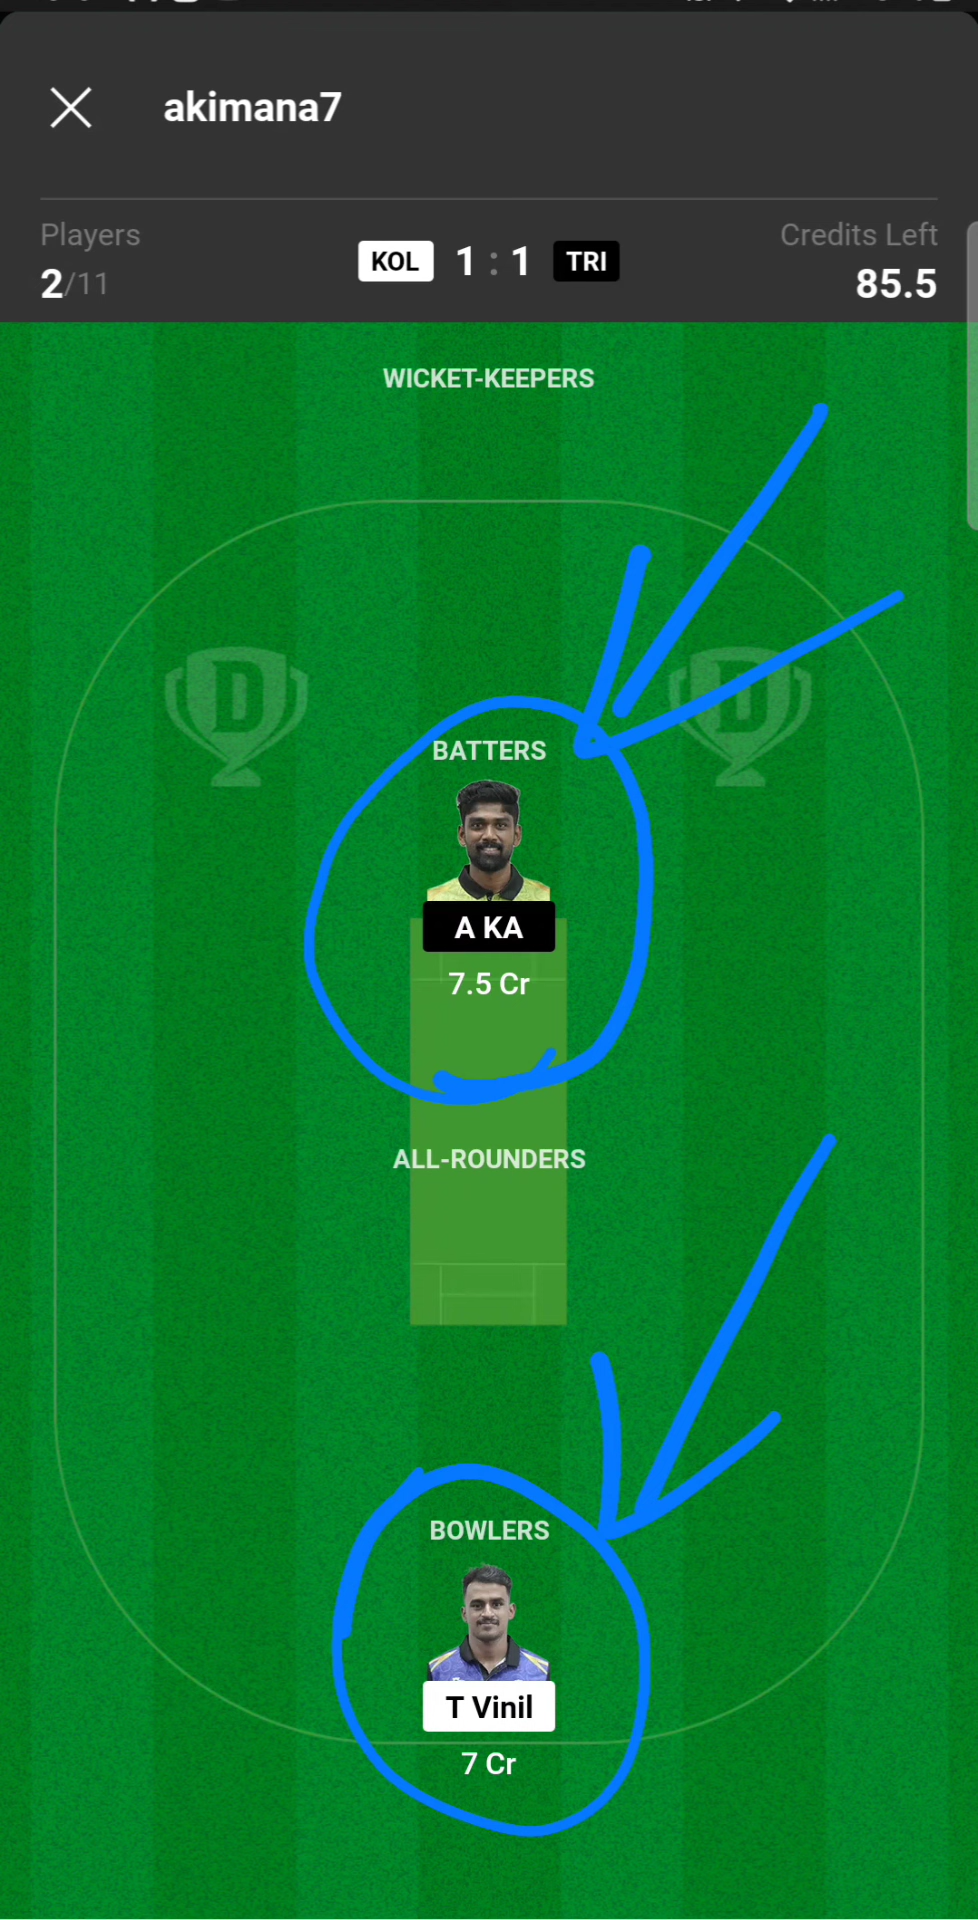 akimana7
Players
Credits Left
2/11
KOL 1 : 1 TRI
85.5
WICKET-KEEPERS
D D
BATTERS
A KA
7.5 Cr
ALL-ROUNDERS
BOWLERS
T Vinil
7 Cr